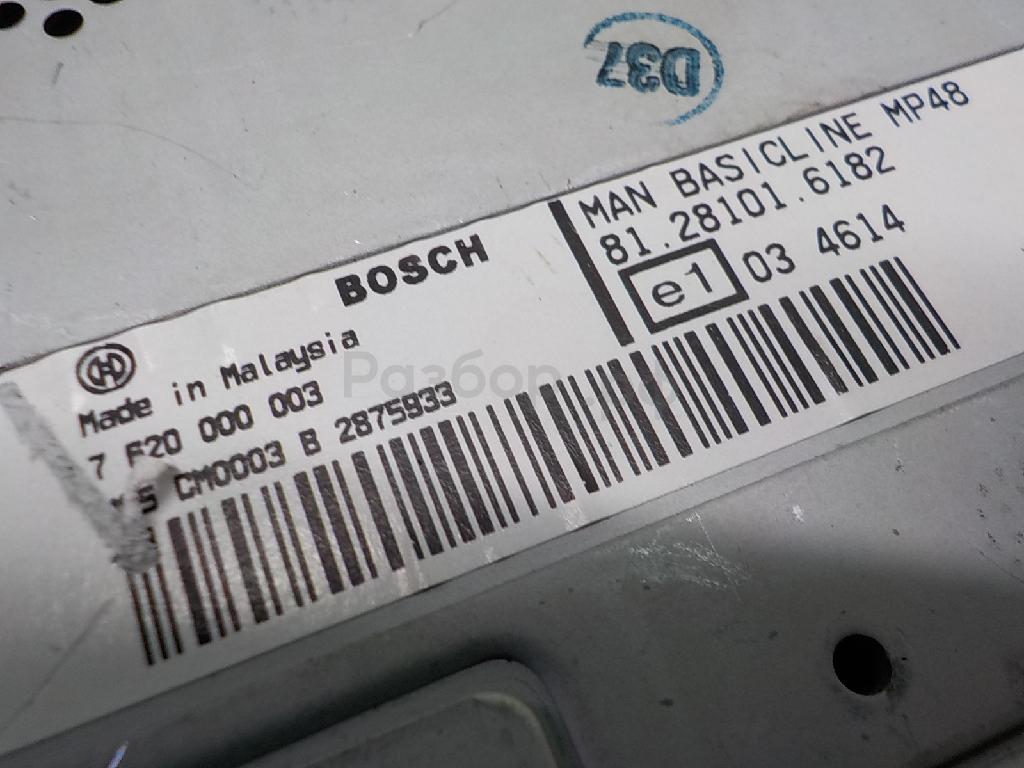 D37
BOSCH
Made in Malaysia
7 620 000 003
CM0003 B 2875933
MAN BASICLINE MP48
81.28101.6182
e1 03 4614
Разбор